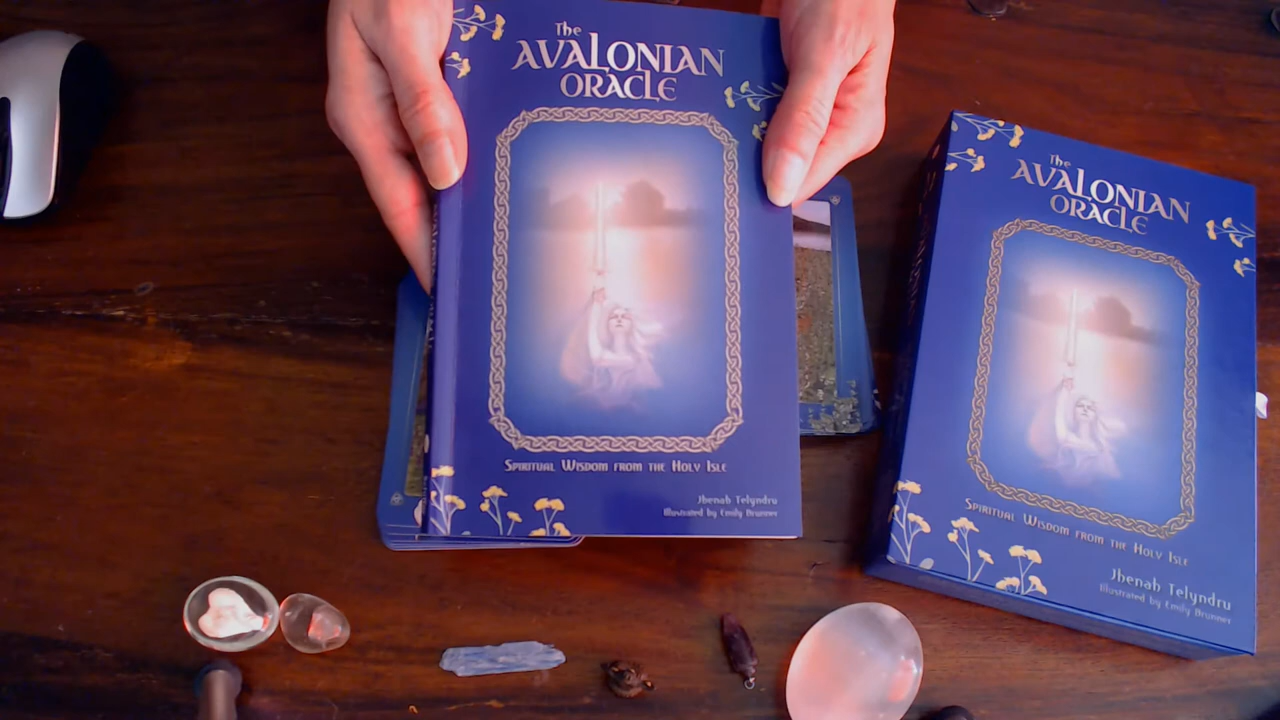 The
AVALONIAN
ORACLE
SPIRITUAL WISDOM FROM THE HOLY ISLE
Jhenah Telyndru
Illustrated by Emily Brunner
The
AVALONIAN
ORACLE
SPIRITUAL WISDOM FROM THE HOLY ISLE
Jhenah Telyndru
Illustrated by Emily Brunner